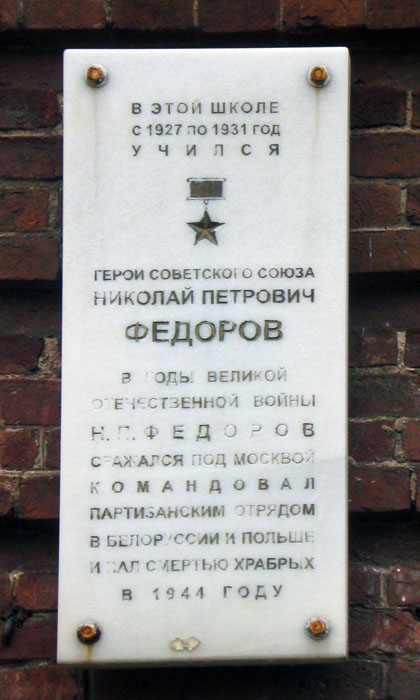 В ЭТОЙ ШКОЛЕ
С 1927 ПО 1931 ГОД
УЧИЛСЯ
ГЕРОЙ СОВЕТСКОГО СОЮЗА
НИКОЛАЙ ПЕТРОВИЧ
ФЕДОРОВ
В ГОДЫ ВЕЛИКОЙ
ОТЕЧЕСТВЕННОЙ ВОЙНЫ
Н.П. ФЕДОРОВ
СРАЖАЛСЯ ПОД МОСКВОЙ
КОМАНДОВАЛ
ПАРТИЗАНСКИМ ОТРЯДОМ
В БЕЛОРУССИИ И ПОЛЬШЕ
И ПАЛ СМЕРТЬЮ ХРАБРЫХ
В 1944 ГОДУ